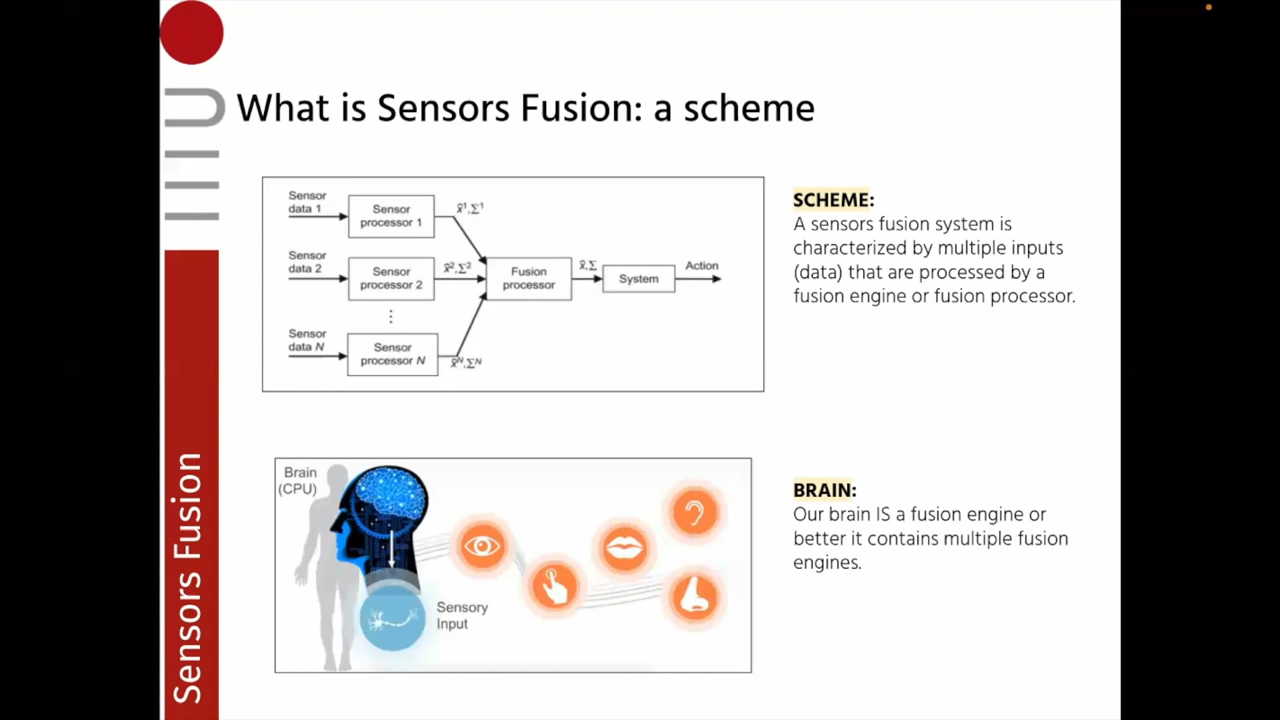 What is Sensors Fusion: a scheme
Sensor
data 1
Sensor
processor 1
x̂¹,Σ¹
Sensor
data 2
Sensor
processor 2
x̂²,Σ²
Fusion
processor
x̂,Σ
System
Action
⋮
Sensor
data N
Sensor
processor N
x̂ᴺ,Σᴺ
SCHEME:
A sensors fusion system is
characterized by multiple inputs
(data) that are processed by a
fusion engine or fusion processor.
Brain
(CPU)
Sensory
Input
BRAIN:
Our brain IS a fusion engine or
better it contains multiple fusion
engines.
Sensors Fusion